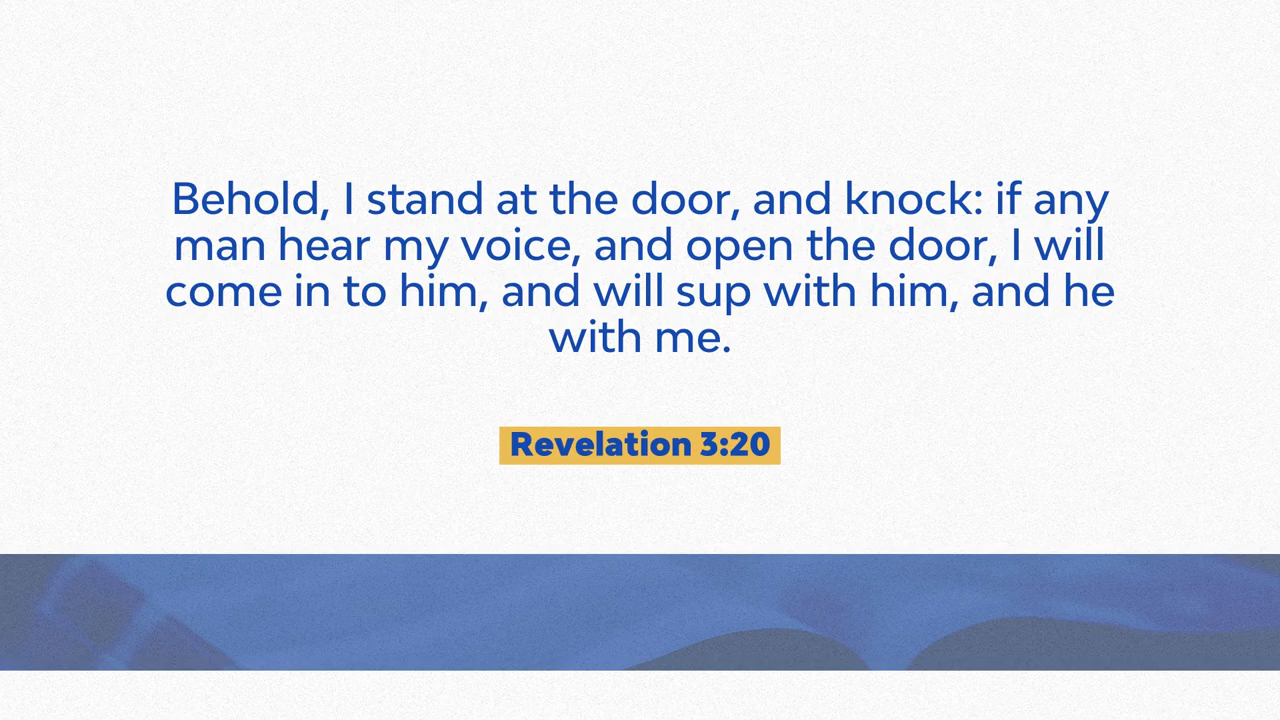 Behold, I stand at the door, and knock: if any
man hear my voice, and open the door, I will
come in to him, and will sup with him, and he
with me.
Revelation 3:20